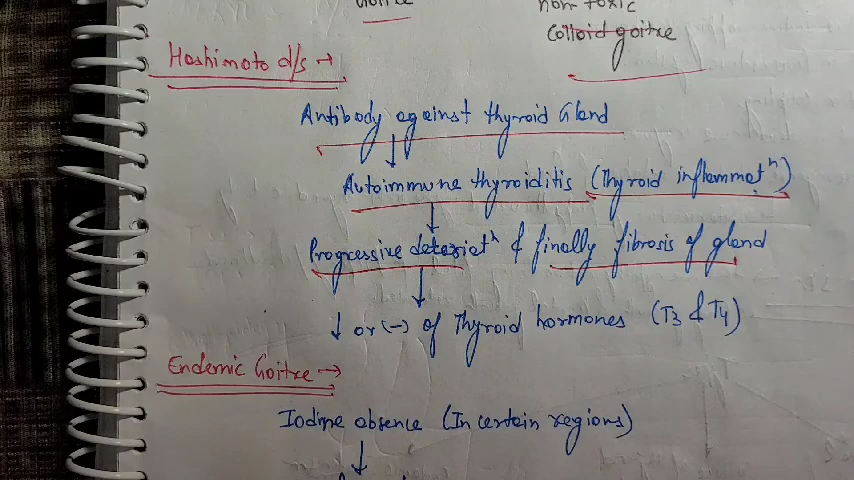 non toxic
Colloid goitre
Hashimoto d/s →
Antibody against thyroid Gland
↓
Autoimmune thyroiditis (Thyroid inflammatⁿ)
↓
Progressive deteriatⁿ & finally fibrosis of gland
↓
↓ or (-) of Thyroid hormones (T3 & T4)
Endemic Goitre →
Iodine absence (In certain regions)
↓